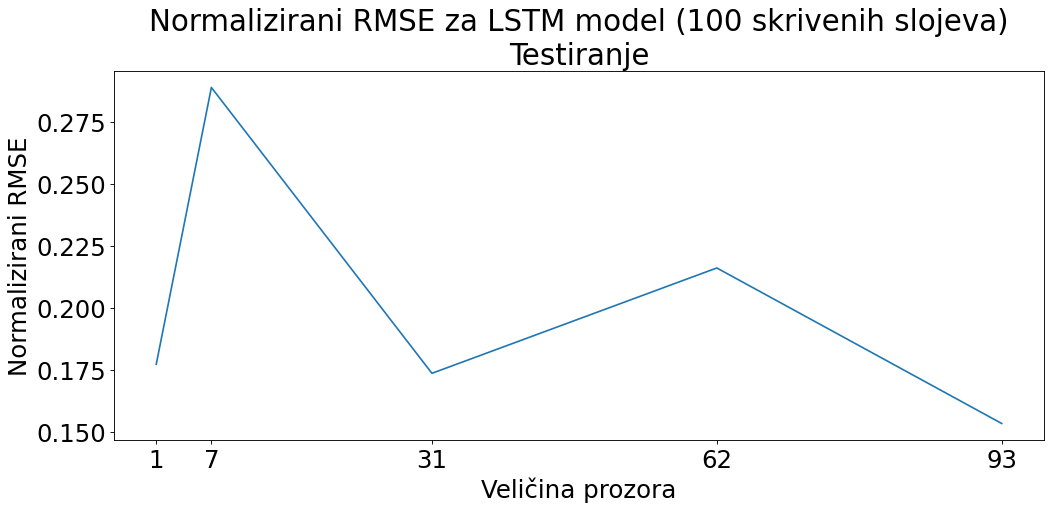 Normalizirani RMSE za LSTM model (100 skrivenih slojeva)
Testiranje
Normalizirani RMSE
0.275
0.250
0.225
0.200
0.175
0.150
1 7 31 62 93
Veličina prozora